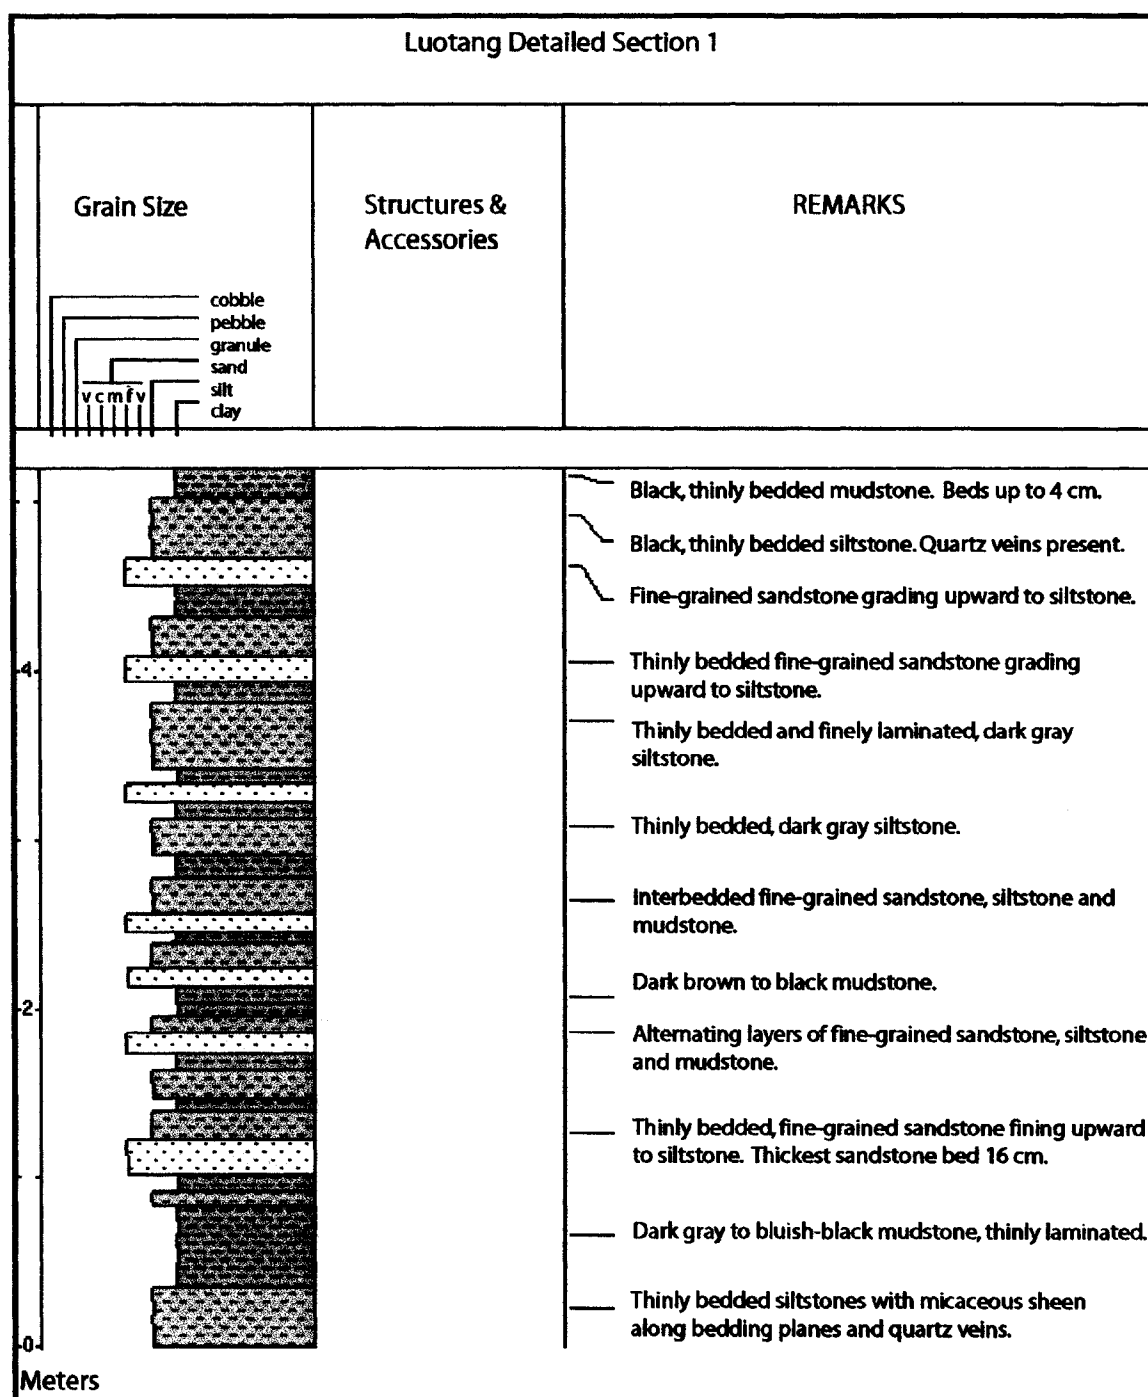 Luotang Detailed Section 1
Grain Size
Structures &
Accessories
REMARKS
cobble
pebble
granule
sand
silt
clay
v c m f v
Black, thinly bedded mudstone. Beds up to 4 cm.
Black, thinly bedded siltstone. Quartz veins present.
Fine-grained sandstone grading upward to siltstone.
4
Thinly bedded fine-grained sandstone grading
upward to siltstone.
Thinly bedded and finely laminated, dark gray
siltstone.
Thinly bedded, dark gray siltstone.
Interbedded fine-grained sandstone, siltstone and
mudstone.
Dark brown to black mudstone.
2
Alternating layers of fine-grained sandstone, siltstone
and mudstone.
Thinly bedded, fine-grained sandstone fining upward
to siltstone. Thickest sandstone bed 16 cm.
Dark gray to bluish-black mudstone, thinly laminated.
Thinly bedded siltstones with micaceous sheen
along bedding planes and quartz veins.
0
Meters